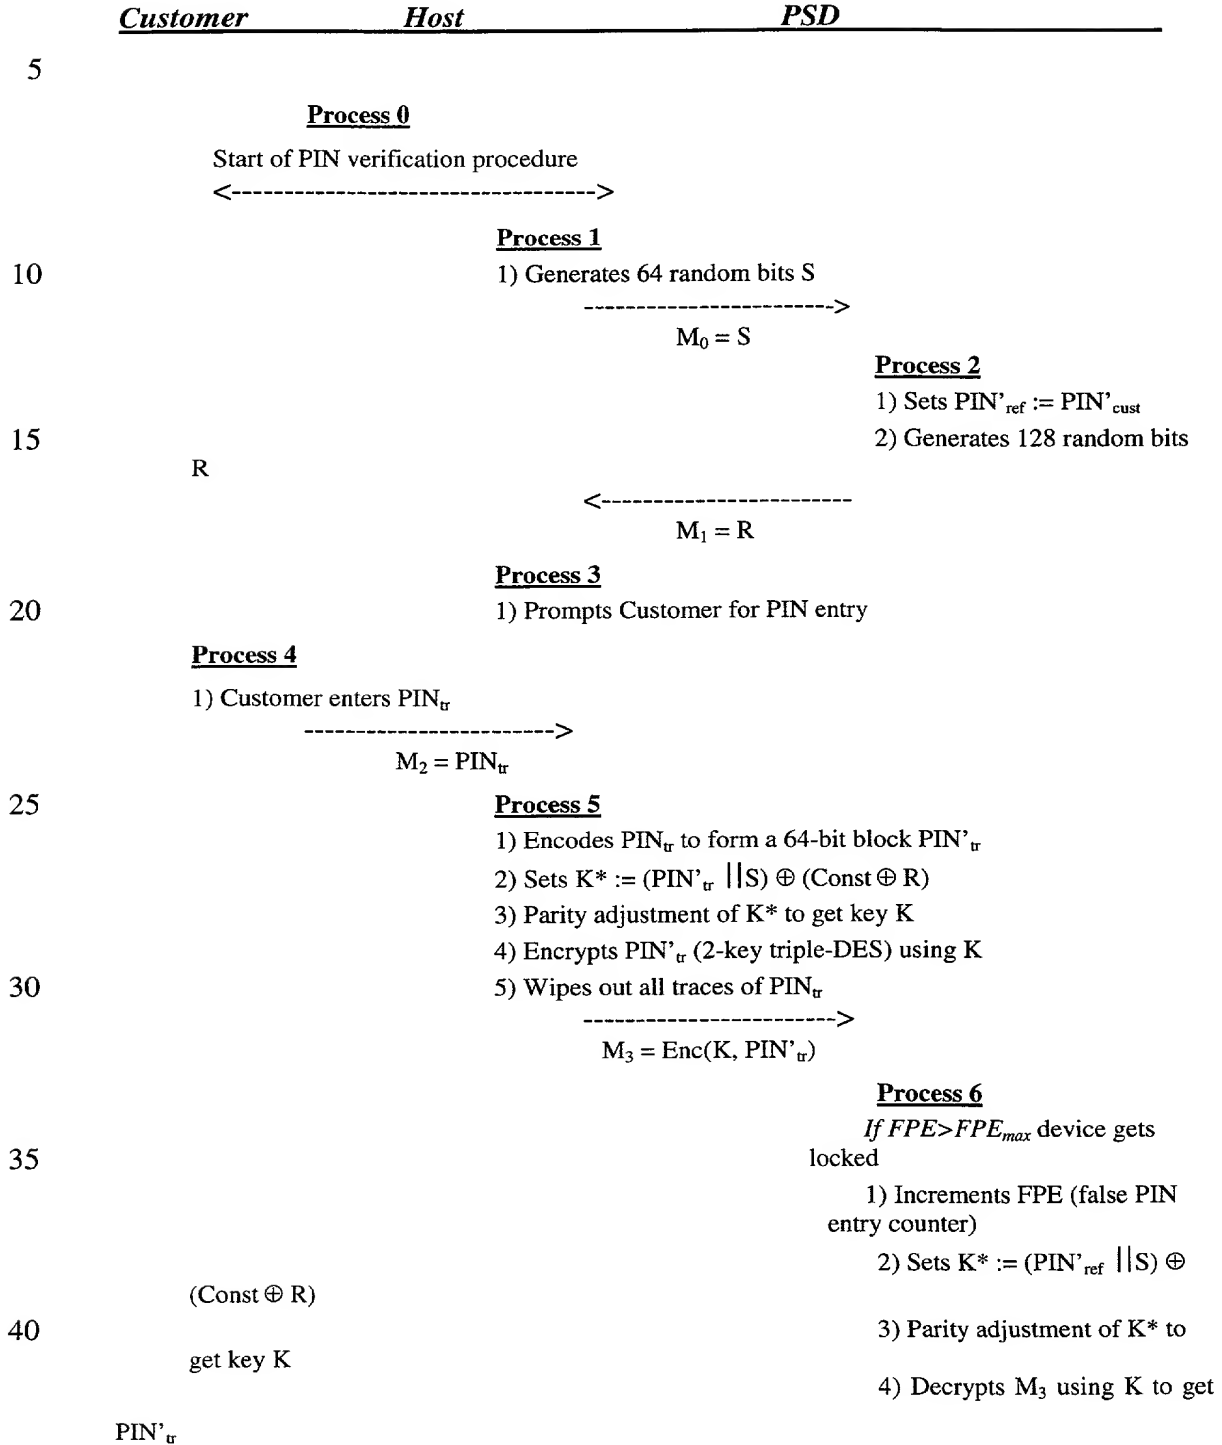 Customer Host PSD
5
Process 0
Start of PIN verification procedure
<----------------------------------->
Process 1
10 1) Generates 64 random bits S
------------------------>
M₀ = S
Process 2
1) Sets PIN’ref := PIN’cust
15 2) Generates 128 random bits
R
<------------------------
M₁ = R
Process 3
20 1) Prompts Customer for PIN entry
Process 4
1) Customer enters PINtr
------------------------>
M₂ = PINtr
25 Process 5
1) Encodes PINtr to form a 64-bit block PIN’tr
2) Sets K* := (PIN’tr ||S) ⊕ (Const ⊕ R)
3) Parity adjustment of K* to get key K
4) Encrypts PIN’tr (2-key triple-DES) using K
30 5) Wipes out all traces of PINtr
------------------------>
M₃ = Enc(K, PIN’tr)
Process 6
If FPE>FPEmax device gets
35 locked
1) Increments FPE (false PIN
entry counter)
2) Sets K* := (PIN’ref ||S) ⊕
(Const ⊕ R)
40 3) Parity adjustment of K* to
get key K
4) Decrypts M₃ using K to get
PIN’tr